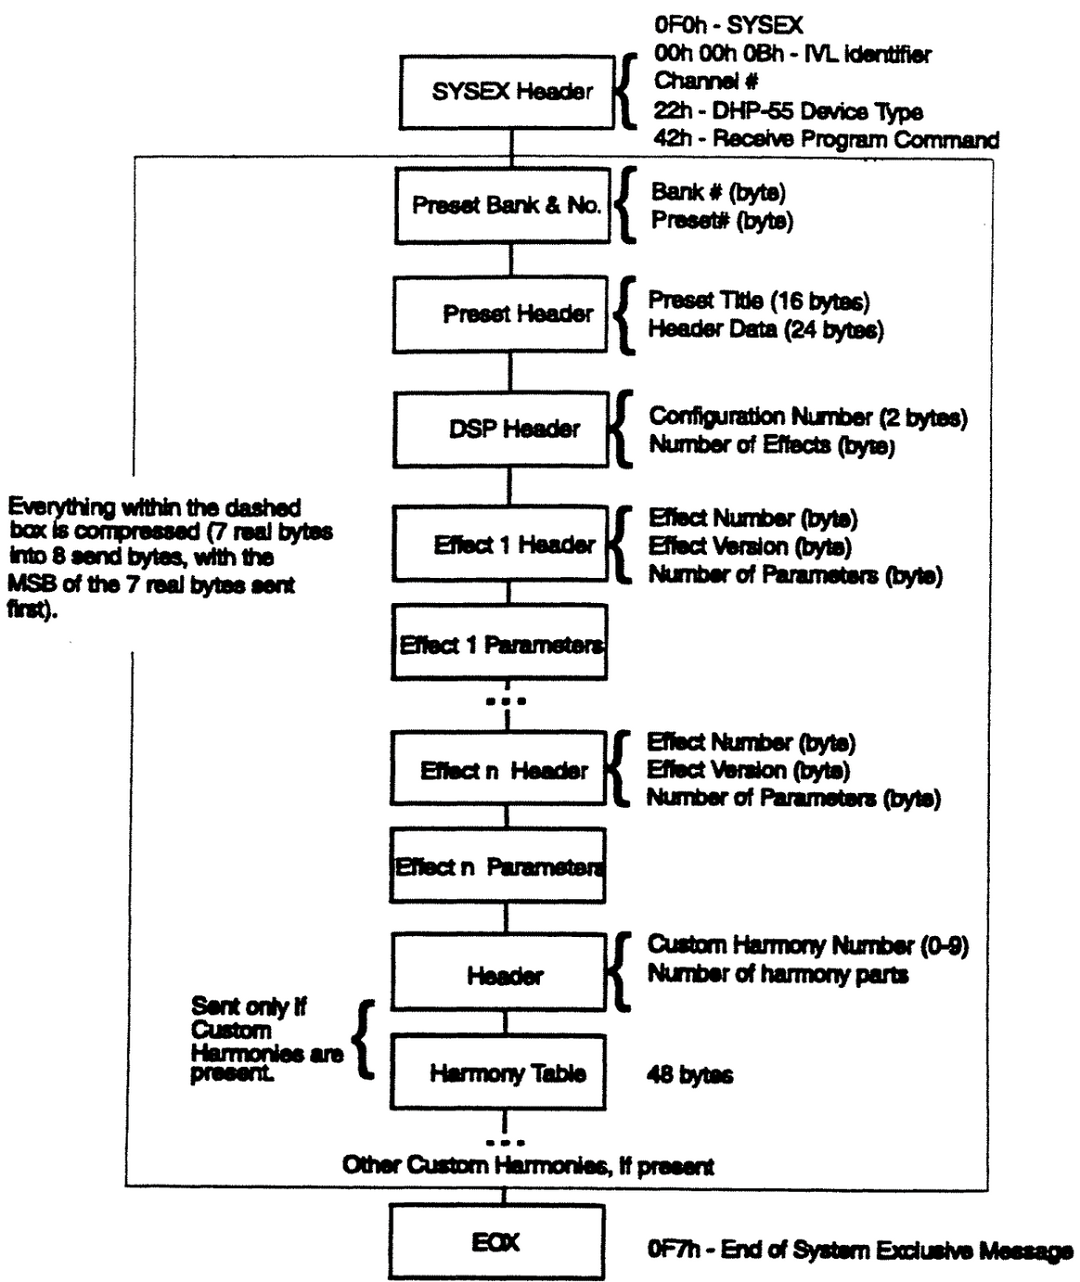 0F0h - SYSEX
00h 00h 0Bh - IVL identifier
SYSEX Header
Channel #
22h - DHP-55 Device Type
42h - Receive Program Command
Preset Bank & No.
Bank # (byte)
Preset# (byte)
Preset Header
Preset Title (16 bytes)
Header Data (24 bytes)
DSP Header
Configuration Number (2 bytes)
Number of Effects (byte)
Everything within the dashed
box is compressed (7 real bytes
into 8 send bytes, with the
MSB of the 7 real bytes sent
first).
Effect 1 Header
Effect Number (byte)
Effect Version (byte)
Number of Parameters (byte)
Effect 1 Parameters
...
Effect n Header
Effect Number (byte)
Effect Version (byte)
Number of Parameters (byte)
Effect n Parameters
Header
Custom Harmony Number (0-9)
Number of harmony parts
Sent only if
Custom
Harmonies are
present.
Harmony Table
48 bytes
...
Other Custom Harmonies, If present
EOX
0F7h - End of System Exclusive Message